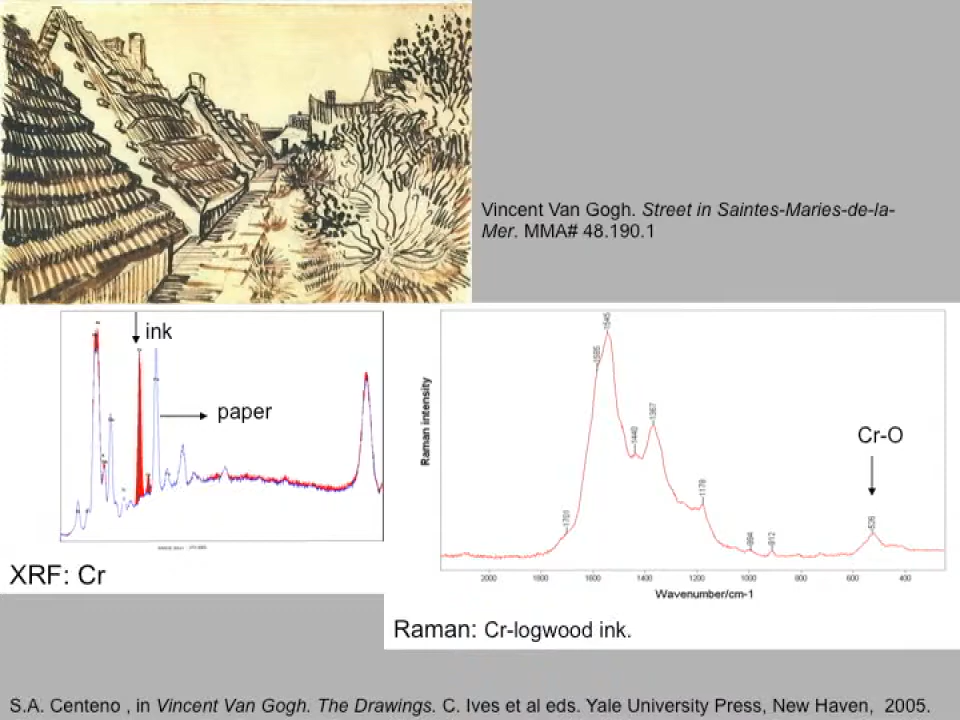 Vincent Van Gogh. Street in Saintes-Maries-de-la-
Mer. MMA# 48.190.1
ink
paper
XRF: Cr
Raman intensity
1701
1585
1545
1440
1367
1179
994
912
526
Cr-O
2000
1800
1600
1400
1200
1000
800
600
400
Wavenumber/cm-1
Raman: Cr-logwood ink.
S.A. Centeno , in Vincent Van Gogh. The Drawings. C. Ives et al eds. Yale University Press, New Haven, 2005.